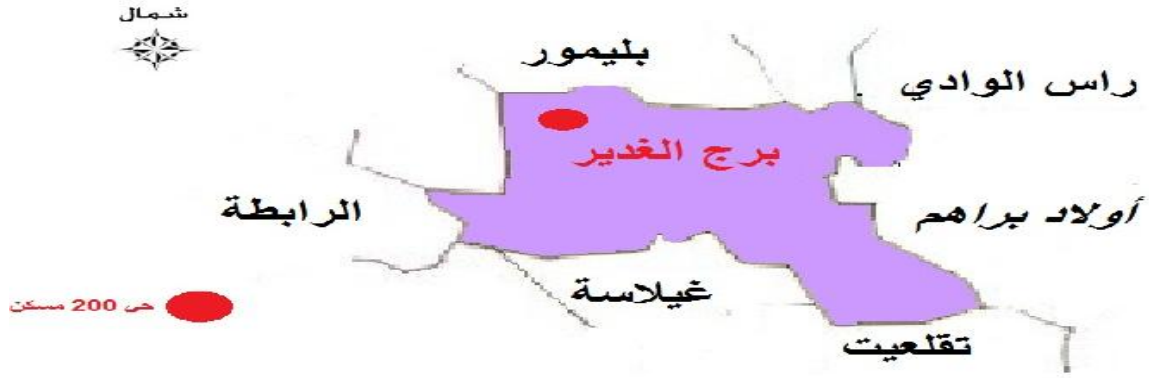 شمال
بليمور
راس الوادي
برج الغدير
الرابطة
أولاد براهم
غيلاسة
حي 200 مسكن
تقلعيت